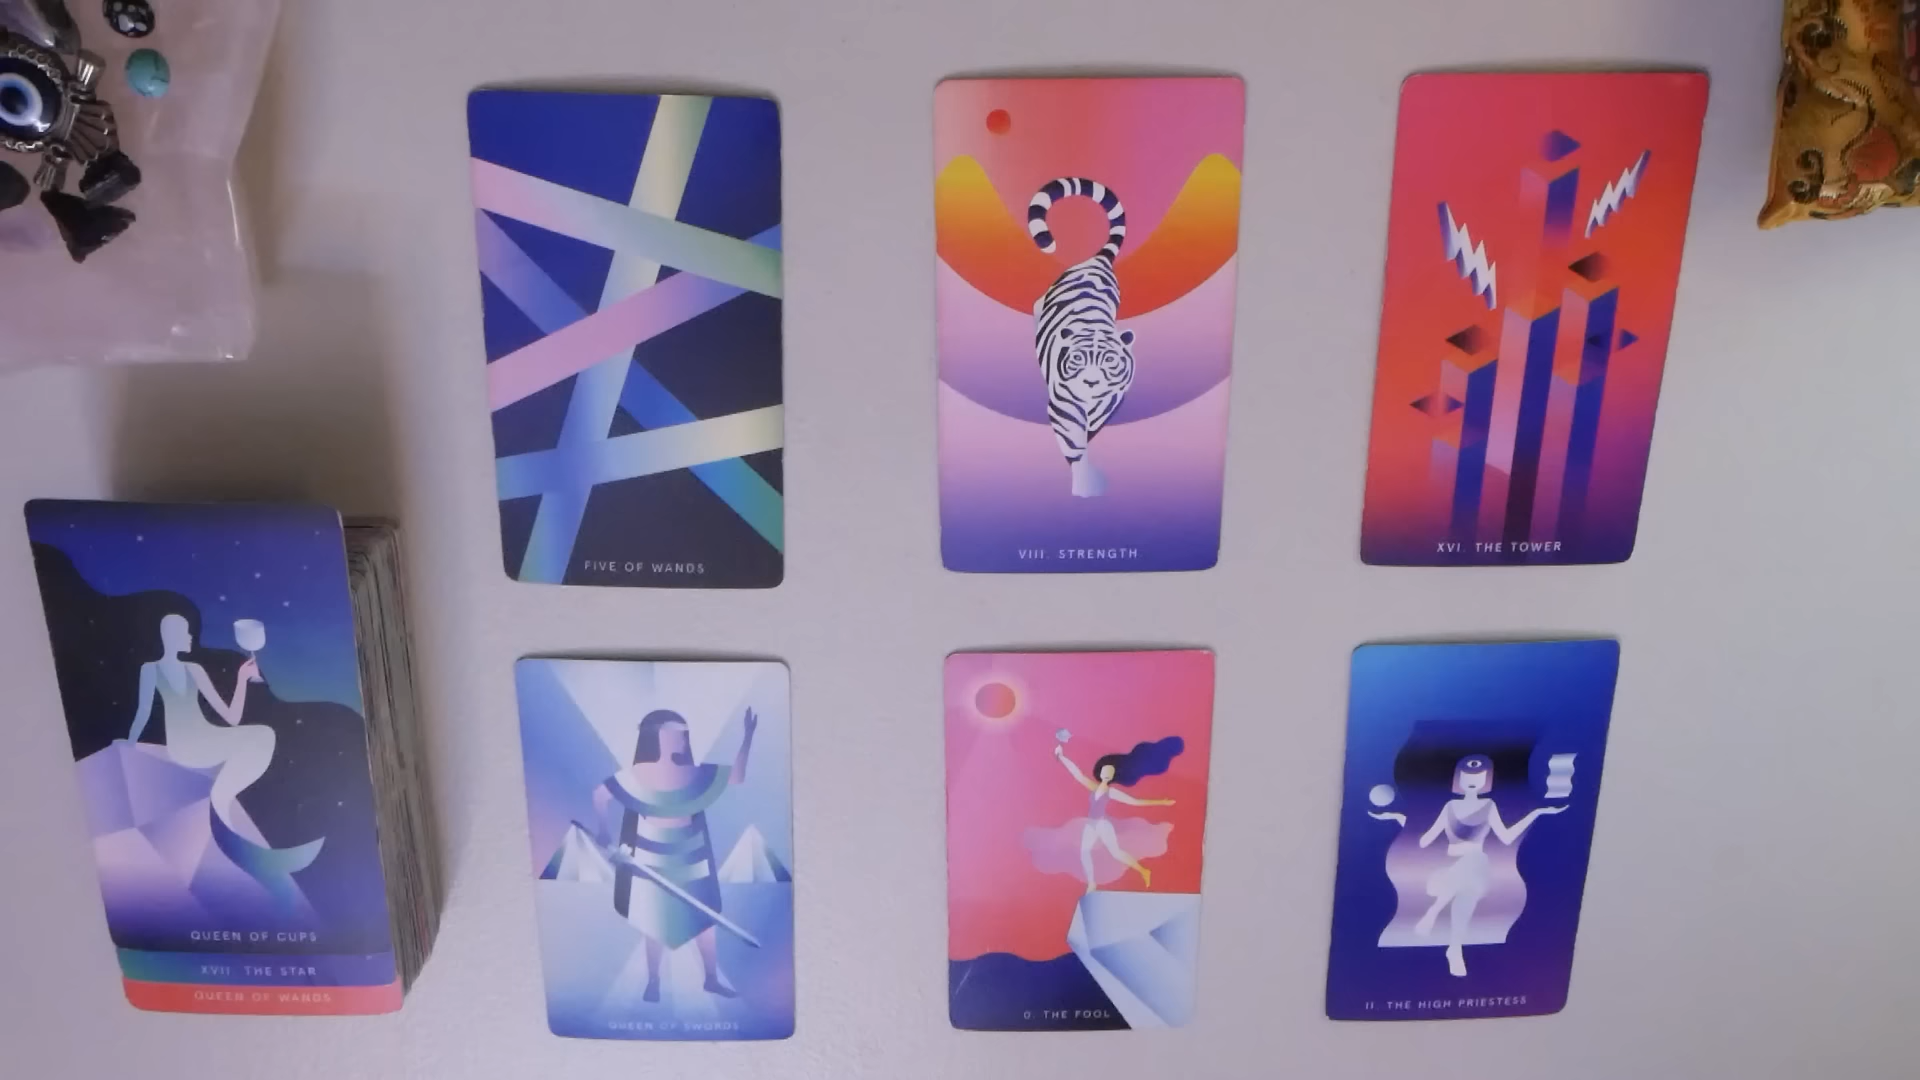 FIVE OF WANDS
VIII. STRENGTH
XVI. THE TOWER
QUEEN OF CUPS
XVII. THE STAR
QUEEN OF WANDS
QUEEN OF SWORDS
0. THE FOOL
II. THE HIGH PRIESTESS